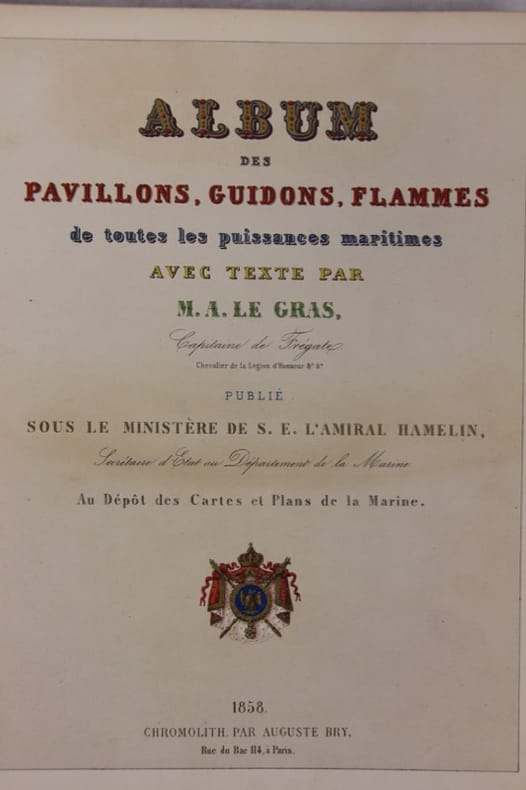 ALBUM
DES
PAVILLONS, GUIDONS, FLAMMES
de toutes les puissances maritimes
AVEC TEXTE PAR
M. A. LE GRAS,
Capitaine de Frégate,
Chevalier de la Légion d'Honneur &ª &ª
PUBLIÉ
SOUS LE MINISTÈRE DE S. E. L'AMIRAL HAMELIN,
Secrétaire d'Etat au Département de la Marine
Au Dépôt des Cartes et Plans de la Marine.
1858.
CHROMOLITH. PAR AUGUSTE BRY,
Rue du Bac 114, à Paris.